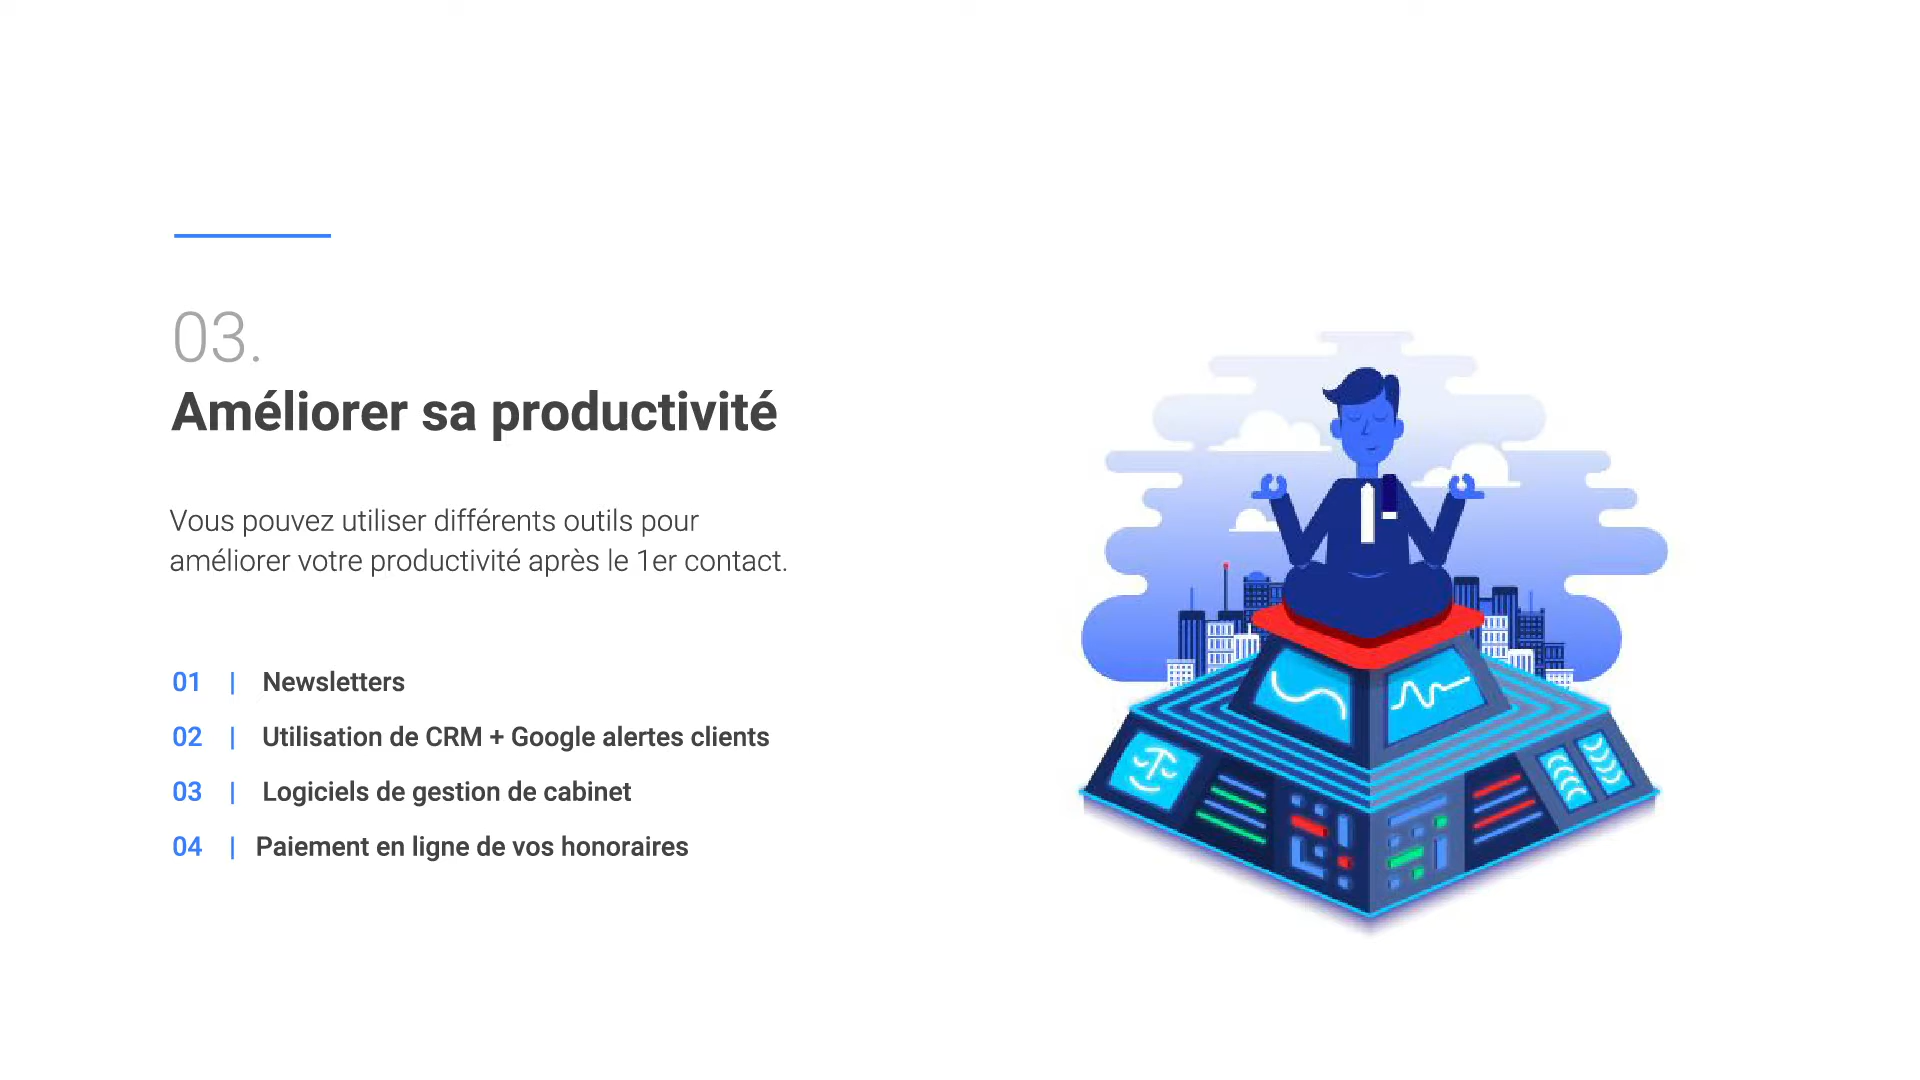 03.
Améliorer sa productivité
Vous pouvez utiliser différents outils pour
améliorer votre productivité après le 1er contact.
01 | Newsletters
02 | Utilisation de CRM + Google alertes clients
03 | Logiciels de gestion de cabinet
04 | Paiement en ligne de vos honoraires